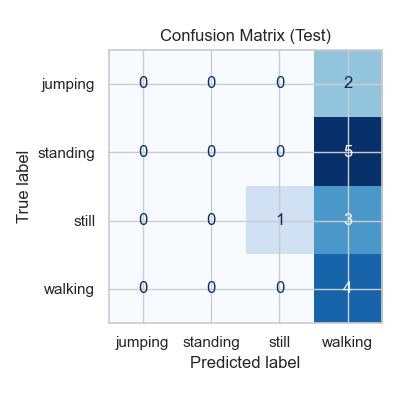 Confusion Matrix (Test)
True label
jumping 0 0 0 2
standing 0 0 0 5
still 0 0 1 3
walking 0 0 0 4
jumping standing still walking
Predicted label